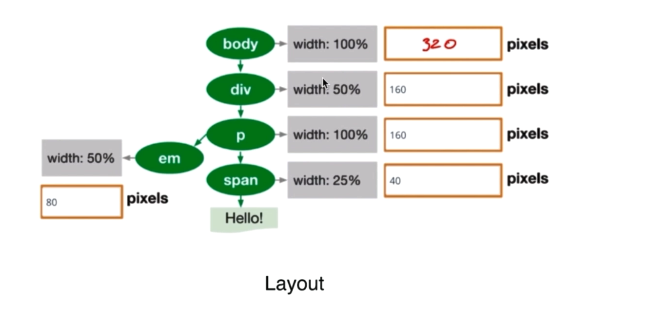 body width: 100% 320 pixels
div width: 50% 160 pixels
p width: 100% 160 pixels
width: 50% em
span width: 25% 40 pixels
80 pixels
Hello!
Layout